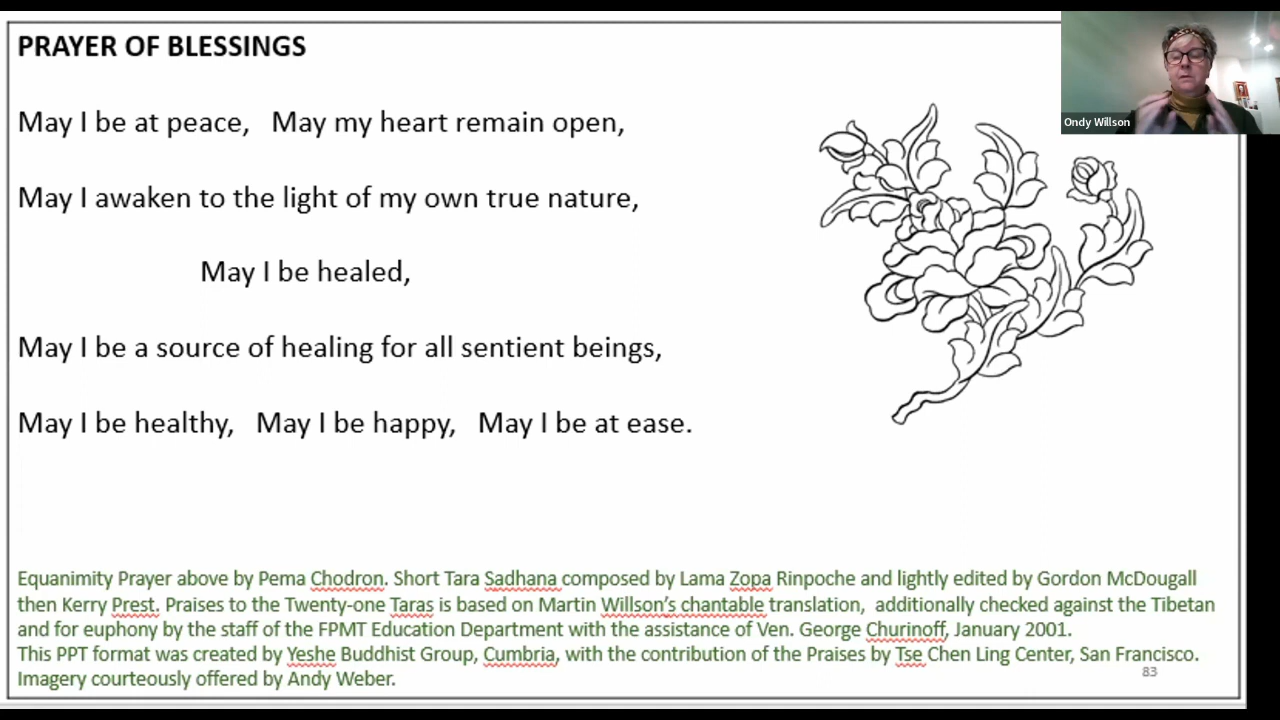 PRAYER OF BLESSINGS
May I be at peace,   May my heart remain open,
May I awaken to the light of my own true nature,
May I be healed,
May I be a source of healing for all sentient beings,
May I be healthy,   May I be happy,   May I be at ease.
Equanimity Prayer above by Pema Chodron. Short Tara Sadhana composed by Lama Zopa Rinpoche and lightly edited by Gordon McDougall
then Kerry Prest. Praises to the Twenty-one Taras is based on Martin Willson's chantable translation,  additionally checked against the Tibetan
and for euphony by the staff of the FPMT Education Department with the assistance of Ven. George Churinoff, January 2001.
This PPT format was created by Yeshe Buddhist Group, Cumbria, with the contribution of the Praises by Tse Chen Ling Center, San Francisco.
Imagery courteously offered by Andy Weber.
83
Ondy Willson